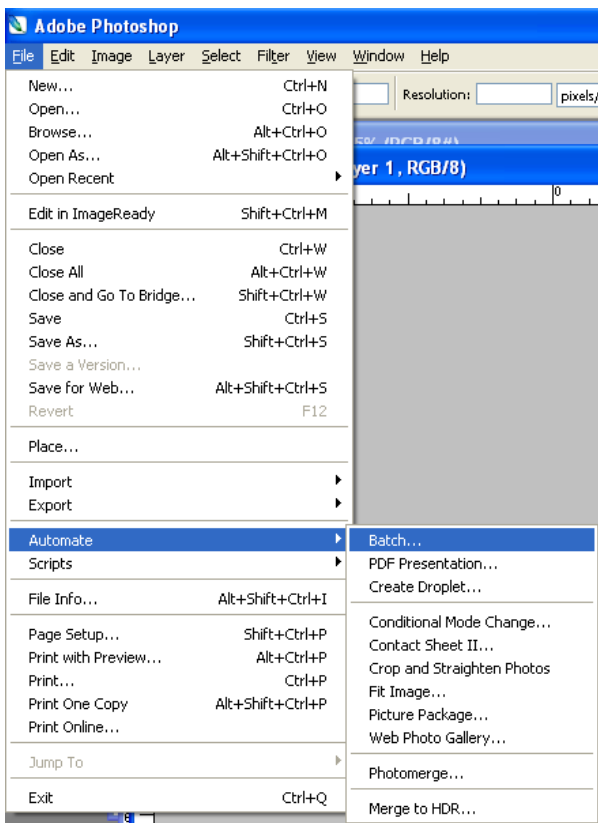 Adobe Photoshop
File Edit Image Layer Select Filter View Window Help
Resolution: pixels/
5% (RGB/8#)
yer 1, RGB/8)
0
New... Ctrl+N
Open... Ctrl+O
Browse... Alt+Ctrl+O
Open As... Alt+Shift+Ctrl+O
Open Recent
Edit in ImageReady Shift+Ctrl+M
Close Ctrl+W
Close All Alt+Ctrl+W
Close and Go To Bridge... Shift+Ctrl+W
Save Ctrl+S
Save As... Shift+Ctrl+S
Save a Version...
Save for Web... Alt+Shift+Ctrl+S
Revert F12
Place...
Import
Export
Automate
Scripts
File Info... Alt+Shift+Ctrl+I
Page Setup... Shift+Ctrl+P
Print with Preview... Alt+Ctrl+P
Print... Ctrl+P
Print One Copy Alt+Shift+Ctrl+P
Print Online...
Jump To
Exit Ctrl+Q
Batch...
PDF Presentation...
Create Droplet...
Conditional Mode Change...
Contact Sheet II...
Crop and Straighten Photos
Fit Image...
Picture Package...
Web Photo Gallery...
Photomerge...
Merge to HDR...